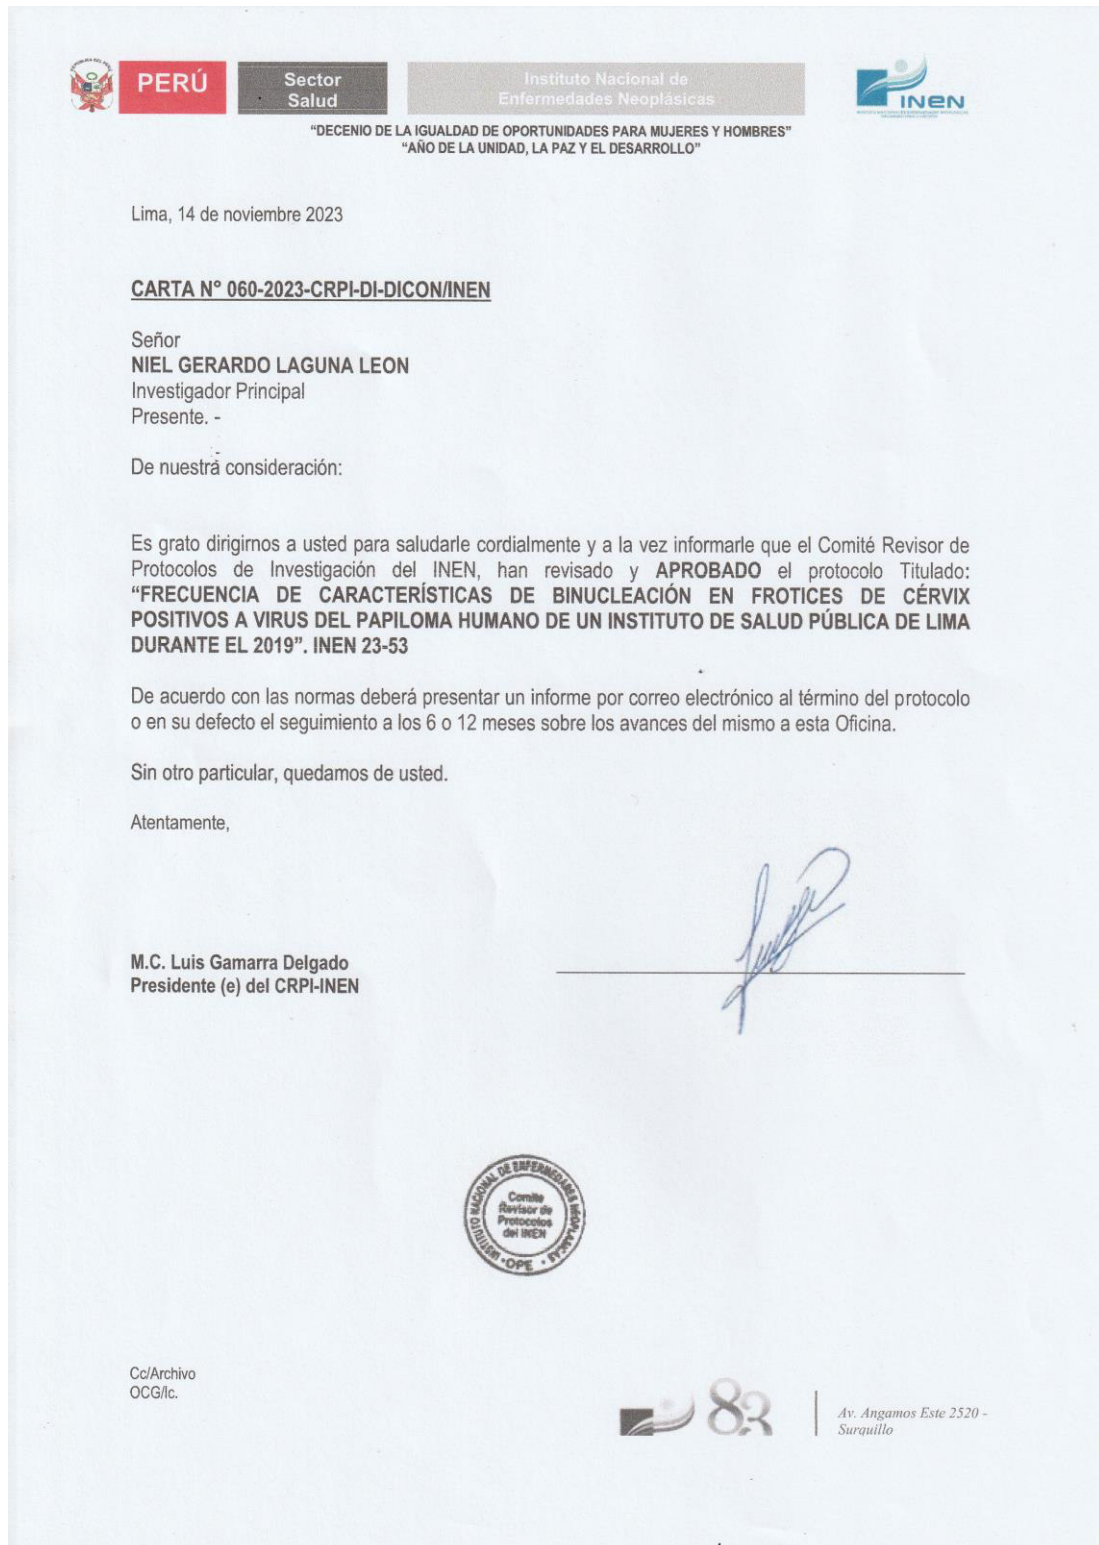 PERÚ
Sector
Salud
Instituto Nacional de
Enfermedades Neoplásicas
INEN
“DECENIO DE LA IGUALDAD DE OPORTUNIDADES PARA MUJERES Y HOMBRES”
“AÑO DE LA UNIDAD, LA PAZ Y EL DESARROLLO”
Lima, 14 de noviembre 2023
CARTA N° 060-2023-CRPI-DI-DICON/INEN
Señor
NIEL GERARDO LAGUNA LEON
Investigador Principal
Presente. -
De nuestra consideración:
Es grato dirigirnos a usted para saludarle cordialmente y a la vez informarle que el Comité Revisor de
Protocolos de Investigación del INEN, han revisado y APROBADO el protocolo Titulado:
“FRECUENCIA DE CARACTERÍSTICAS DE BINUCLEACIÓN EN FROTICES DE CÉRVIX
POSITIVOS A VIRUS DEL PAPILOMA HUMANO DE UN INSTITUTO DE SALUD PÚBLICA DE LIMA
DURANTE EL 2019”. INEN 23-53
De acuerdo con las normas deberá presentar un informe por correo electrónico al término del protocolo
o en su defecto el seguimiento a los 6 o 12 meses sobre los avances del mismo a esta Oficina.
Sin otro particular, quedamos de usted.
Atentamente,
M.C. Luis Gamarra Delgado
Presidente (e) del CRPI-INEN
INSTITUTO NACIONAL DE ENFERMEDADES NEOPLASICAS
Comite
Revisor de
Protocolos
del INEN
OPE
Cc/Archivo
OCG/lc.
83
Av. Angamos Este 2520 -
Surquillo